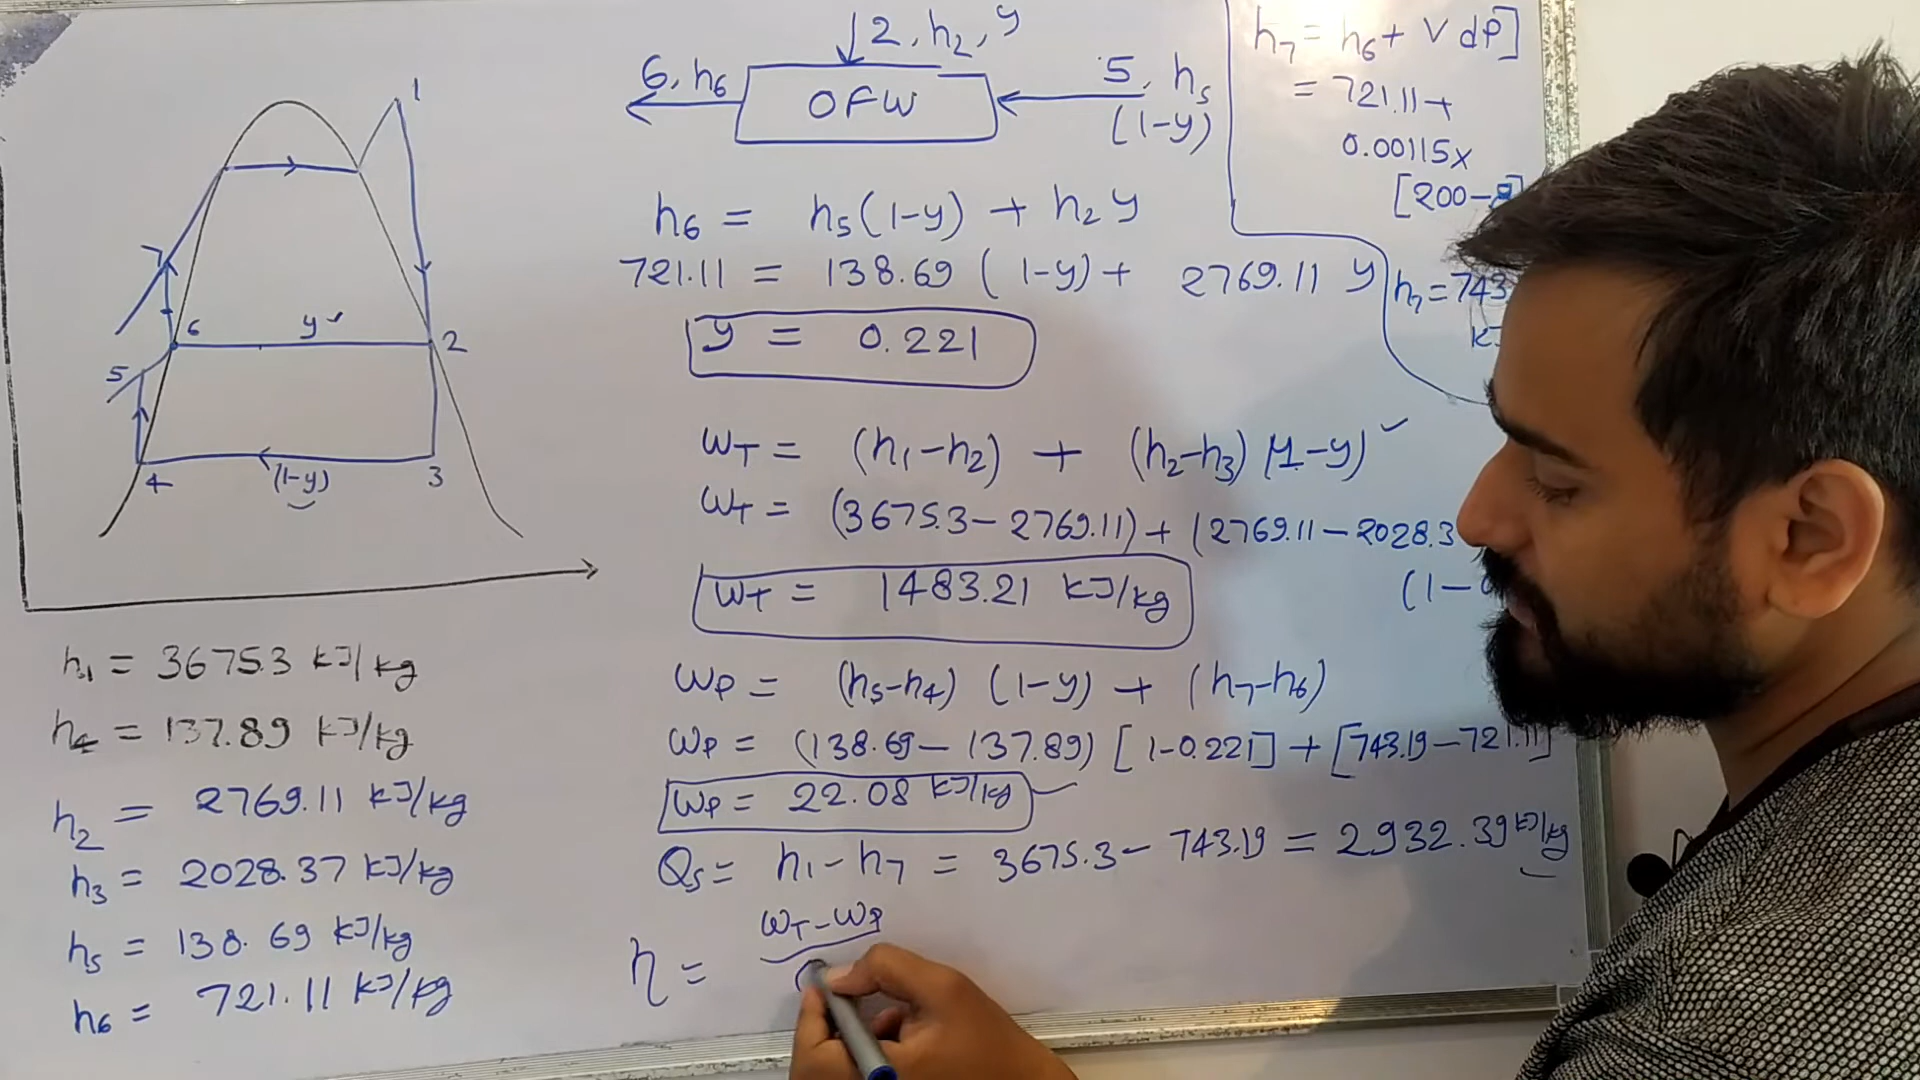 1
7
6
y
2
5
4
(1-y)
3
h₁ = 3675.3 kJ/kg
h₄ = 137.89 kJ/kg
h₂ = 2769.11 kJ/kg
h₃ = 2028.37 kJ/kg
h₅ = 138.69 kJ/kg
h₆ = 721.11 kJ/kg
2, h₂, y
6, h₆
OFW
5, h₅
(1-y)
h₆ = h₅(1-y) + h₂ y
721.11 = 138.69 (1-y) + 2769.11 y
y = 0.221
WT = (h₁-h₂) + (h₂-h₃) (1-y)
WT = (3675.3 - 2769.11) + (2769.11 - 2028.3
(1-
WT = 1483.21 kJ/kg
WP = (h₅-h₄) (1-y) + (h₇-h₆)
WP = (138.69 - 137.89) [1-0.221] + [743.19 - 721.11]
WP = 22.08 kJ/kg
Qs = h₁ - h₇ = 3675.3 - 743.19 = 2932.39 kJ/kg
η = WT - WP
h₇ = h₆ + v dP]
= 721.11 +
0.00115x
[200-
h₇ = 743